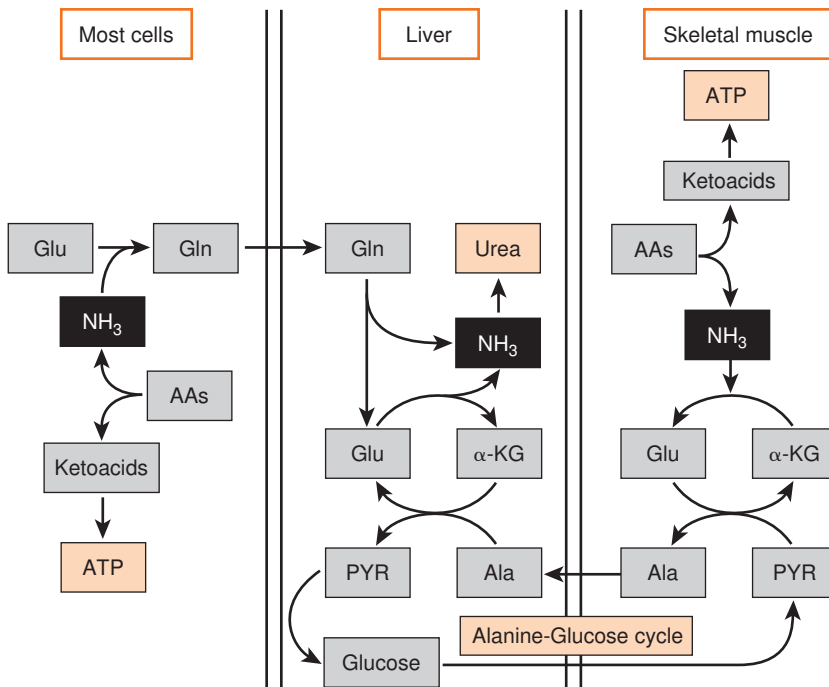 Most cells
Liver
Skeletal muscle
ATP
Ketoacids
Glu
Gln
Gln
Urea
AAs
NH₃
NH₃
NH₃
AAs
Ketoacids
Glu
α-KG
Glu
α-KG
ATP
PYR
Ala
Ala
PYR
Alanine-Glucose cycle
Glucose